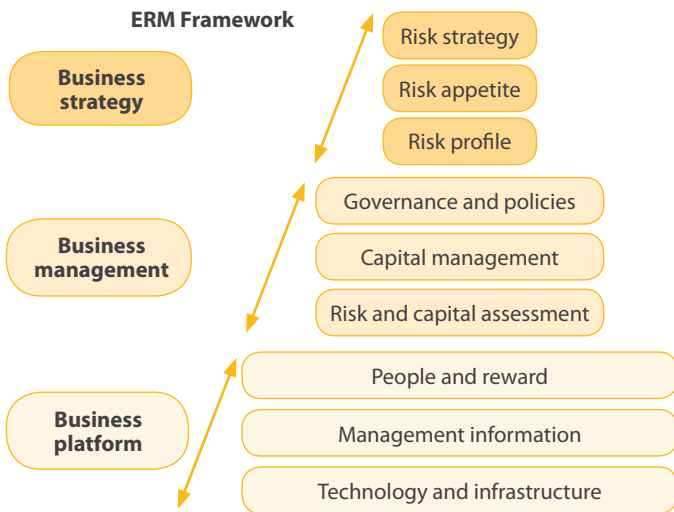 ERM Framework
Business
strategy
Risk strategy
Risk appetite
Risk profile
Business
management
Governance and policies
Capital management
Risk and capital assessment
Business
platform
People and reward
Management information
Technology and infrastructure